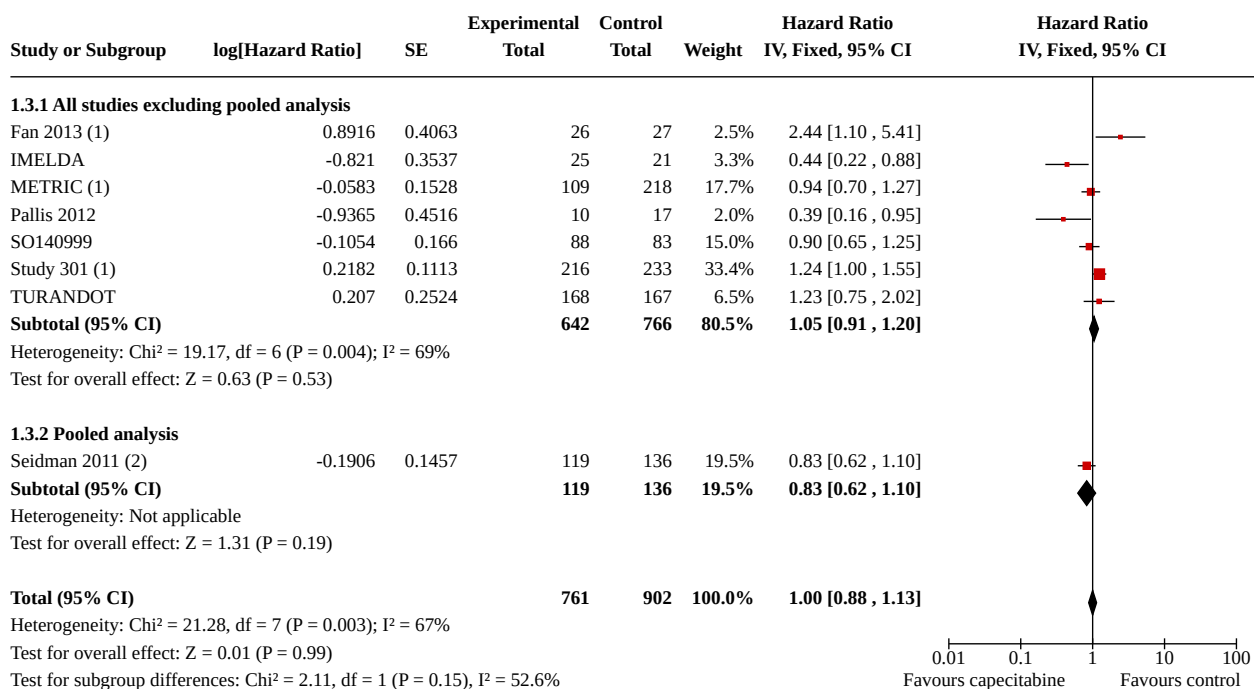 Experimental Control Hazard Ratio Hazard Ratio
Study or Subgroup log[Hazard Ratio] SE Total Total Weight IV, Fixed, 95% CI IV, Fixed, 95% CI
1.3.1 All studies excluding pooled analysis
Fan 2013 (1) 0.8916 0.4063 26 27 2.5% 2.44 [1.10 , 5.41]
IMELDA -0.821 0.3537 25 21 3.3% 0.44 [0.22 , 0.88]
METRIC (1) -0.0583 0.1528 109 218 17.7% 0.94 [0.70 , 1.27]
Pallis 2012 -0.9365 0.4516 10 17 2.0% 0.39 [0.16 , 0.95]
SO140999 -0.1054 0.166 88 83 15.0% 0.90 [0.65 , 1.25]
Study 301 (1) 0.2182 0.1113 216 233 33.4% 1.24 [1.00 , 1.55]
TURANDOT 0.207 0.2524 168 167 6.5% 1.23 [0.75 , 2.02]
Subtotal (95% CI) 642 766 80.5% 1.05 [0.91 , 1.20]
Heterogeneity: Chi² = 19.17, df = 6 (P = 0.004); I² = 69%
Test for overall effect: Z = 0.63 (P = 0.53)
1.3.2 Pooled analysis
Seidman 2011 (2) -0.1906 0.1457 119 136 19.5% 0.83 [0.62 , 1.10]
Subtotal (95% CI) 119 136 19.5% 0.83 [0.62 , 1.10]
Heterogeneity: Not applicable
Test for overall effect: Z = 1.31 (P = 0.19)
Total (95% CI) 761 902 100.0% 1.00 [0.88 , 1.13]
Heterogeneity: Chi² = 21.28, df = 7 (P = 0.003); I² = 67%
Test for overall effect: Z = 0.01 (P = 0.99)
0.01 0.1 1 10 100
Test for subgroup differences: Chi² = 2.11, df = 1 (P = 0.15), I² = 52.6%
Favours capecitabine Favours control